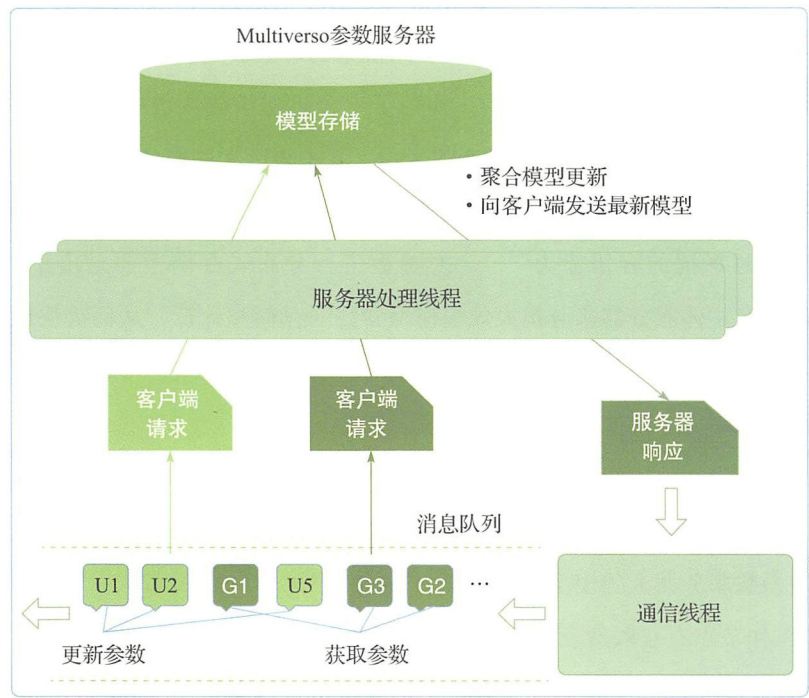 Multiverso参数服务器
模型存储
・聚合模型更新
・向客户端发送最新模型
服务器处理线程
客户端
请求
客户端
请求
服务器
响应
消息队列
U1 U2 G1 U5 G3 G2 …
通信线程
更新参数 获取参数